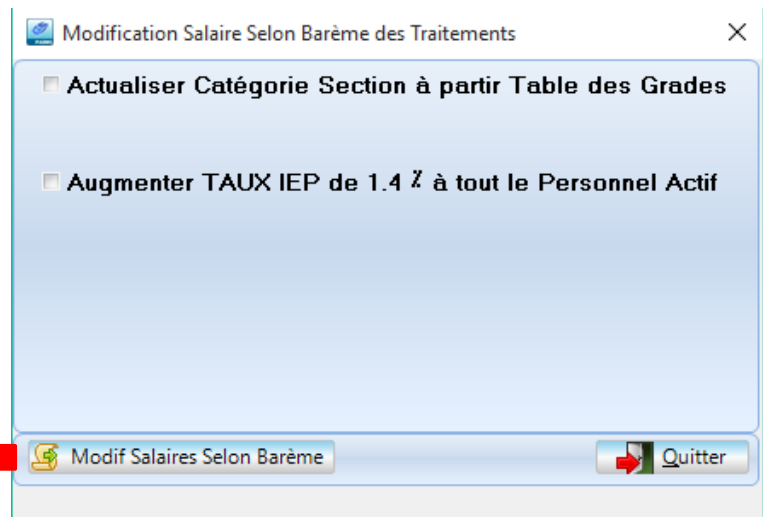 Modification Salaire Selon Barème des Traitements
Actualiser Catégorie Section à partir Table des Grades
Augmenter TAUX IEP de 1.4 % à tout le Personnel Actif
Modif Salaires Selon Barème
Quitter